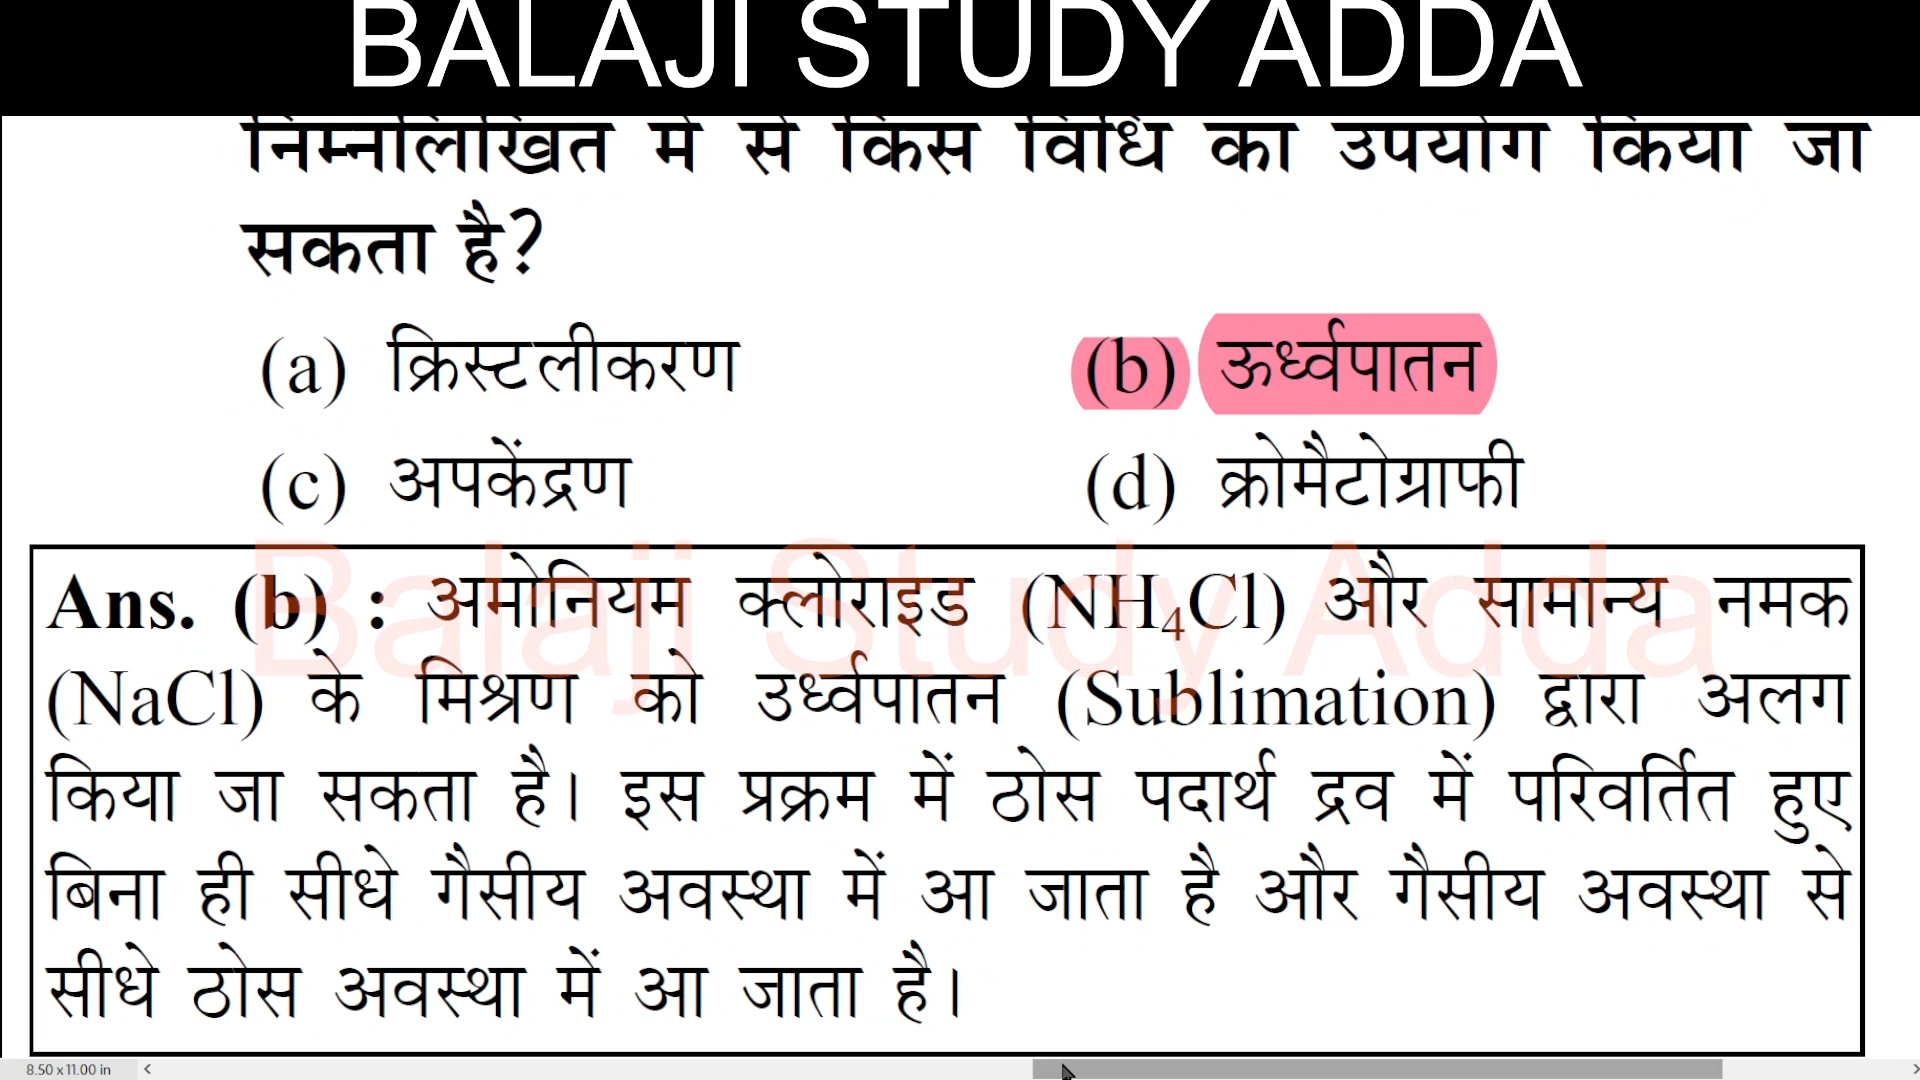 BALAJI STUDY ADDA
निम्नलिखित में से किस विधि का उपयोग किया जा
सकता है?
(a) क्रिस्टलीकरण (b) ऊर्ध्वपातन
(c) अपकेंद्रण (d) क्रोमैटोग्राफी
Balaji Study Adda
Ans. (b) : अमोनियम क्लोराइड (NH₄Cl) और सामान्य नमक
(NaCl) के मिश्रण को उर्ध्वपातन (Sublimation) द्वारा अलग
किया जा सकता है। इस प्रक्रम में ठोस पदार्थ द्रव में परिवर्तित हुए
बिना ही सीधे गैसीय अवस्था में आ जाता है और गैसीय अवस्था से
सीधे ठोस अवस्था में आ जाता है।
8.50 x 11.00 in